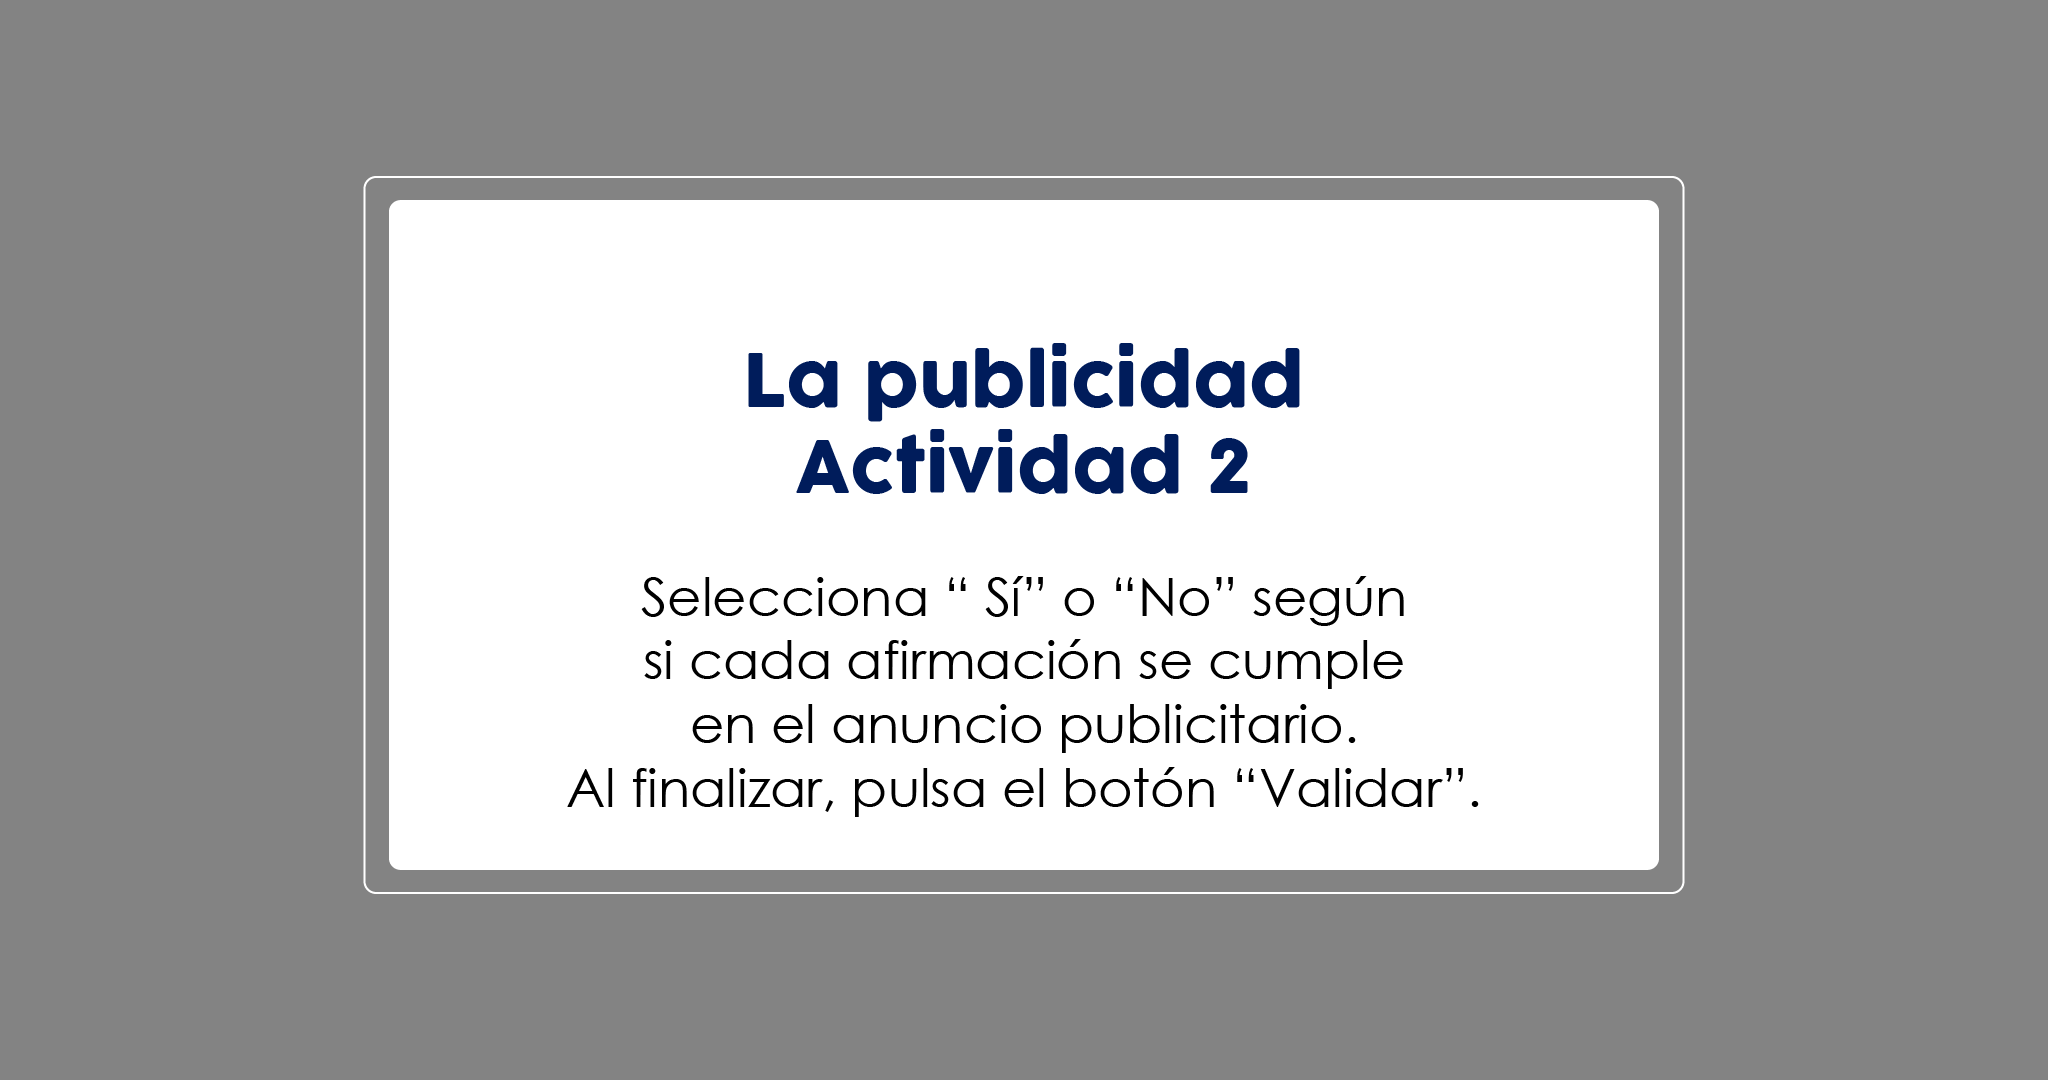 La publicidad
Actividad 2
Selecciona “ Sí” o “No” según
si cada afirmación se cumple
en el anuncio publicitario.
Al finalizar, pulsa el botón “Validar”.